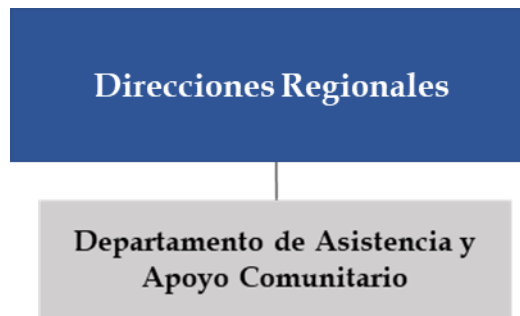 Direcciones Regionales
Departamento de Asistencia y
Apoyo Comunitario